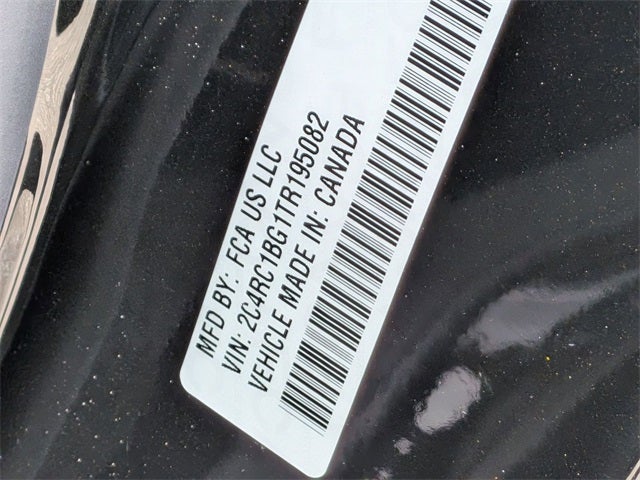 MFD BY: FCA US LLC
VIN: 2C4RC1BG1TR195082
VEHICLE MADE IN: CANADA